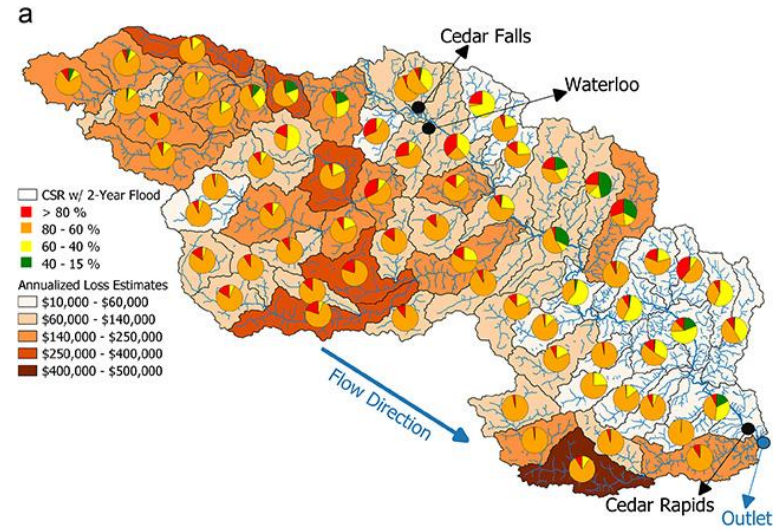 a
Cedar Falls
Waterloo
CSR w/ 2-Year Flood
> 80 %
80 - 60 %
60 - 40 %
40 - 15 %
Annualized Loss Estimates
$10,000 - $60,000
$60,000 - $140,000
$140,000 - $250,000
$250,000 - $400,000
$400,000 - $500,000
Flow Direction
Cedar Rapids
Outlet